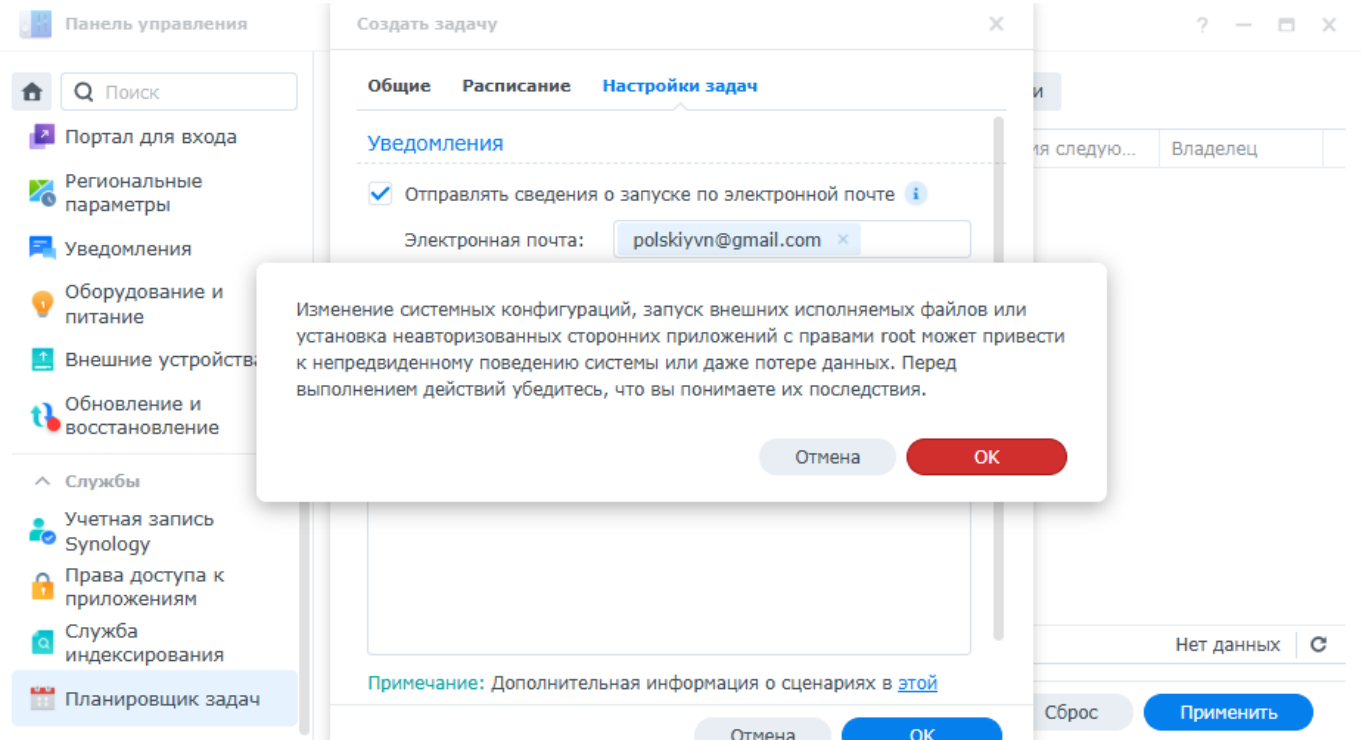 Панель управления
Создать задачу
Поиск
Портал для входа
Региональные
параметры
Уведомления
Оборудование и
питание
Внешние устройства
Обновление и
восстановление
Службы
Учетная запись
Synology
Права доступа к
приложениям
Служба
индексирования
Планировщик задач
Общие Расписание Настройки задач
Уведомления
Отправлять сведения о запуске по электронной почте
Электронная почта: polskiyvn@gmail.com
Изменение системных конфигураций, запуск внешних исполняемых файлов или
установка неавторизованных сторонних приложений с правами root может привести
к непредвиденному поведению системы или даже потере данных. Перед
выполнением действий убедитесь, что вы понимаете их последствия.
Отмена OK
Примечание: Дополнительная информация о сценариях в этой
Отмена OK
и
ия следую... Владелец
Нет данных
Сброс Применить